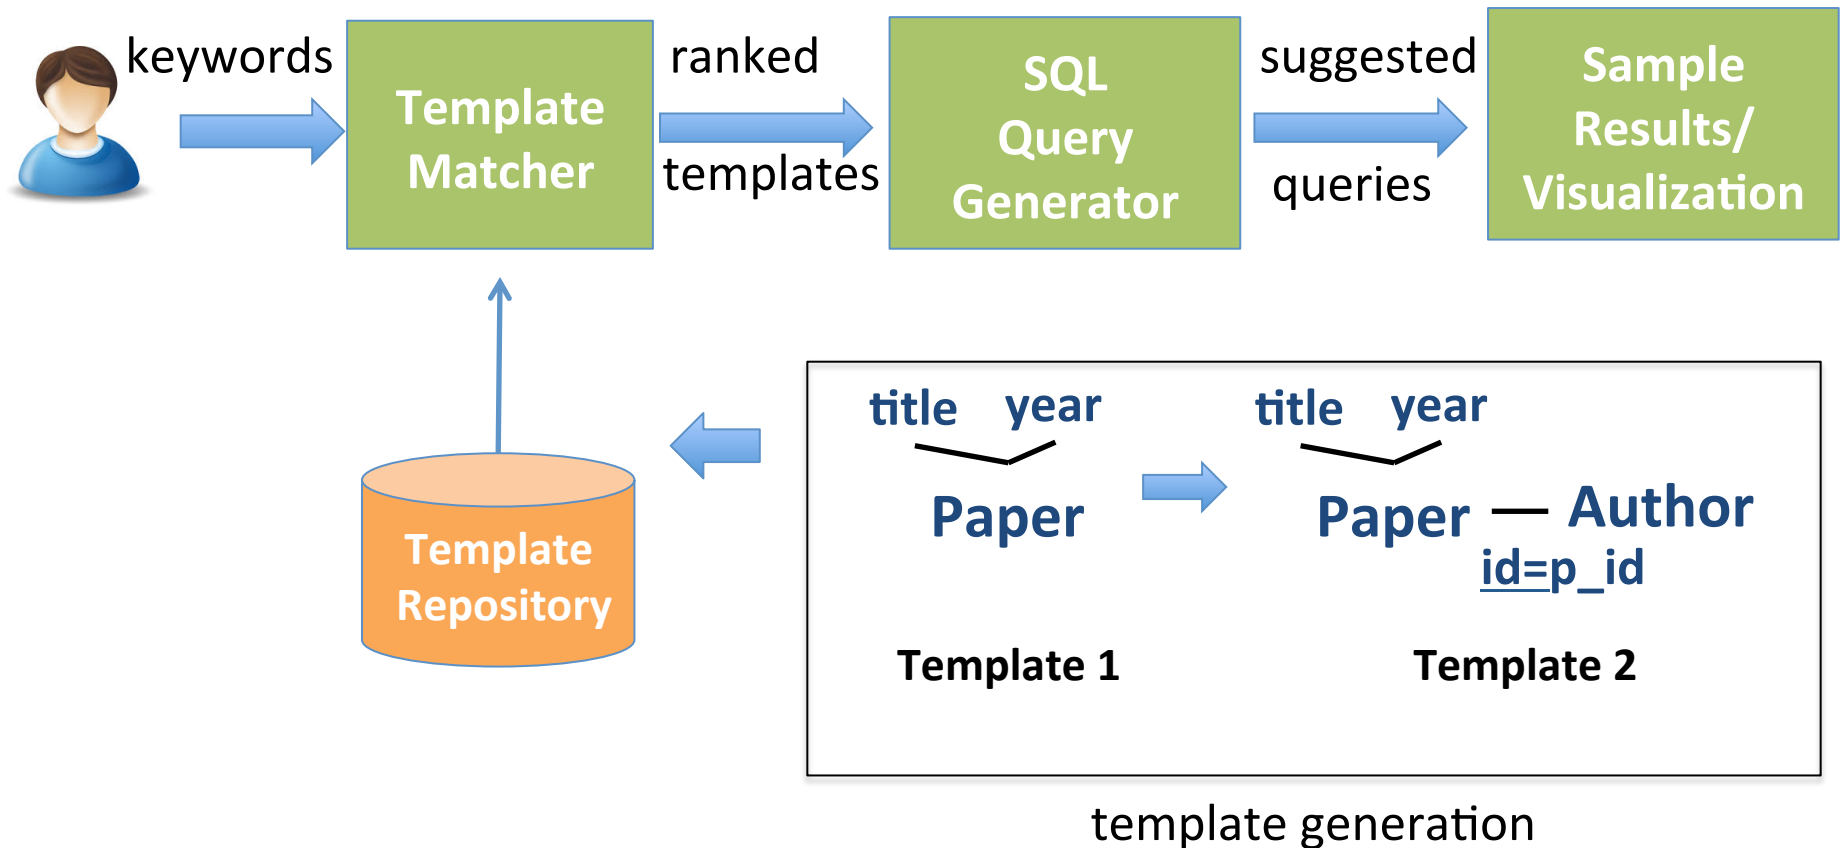 keywords
Template
Matcher
ranked
templates
SQL
Query
Generator
suggested
queries
Sample
Results/
Visualization
Template
Repository
title year
Paper
Template 1
title year
Paper — Author
id=p_id
Template 2
template generation